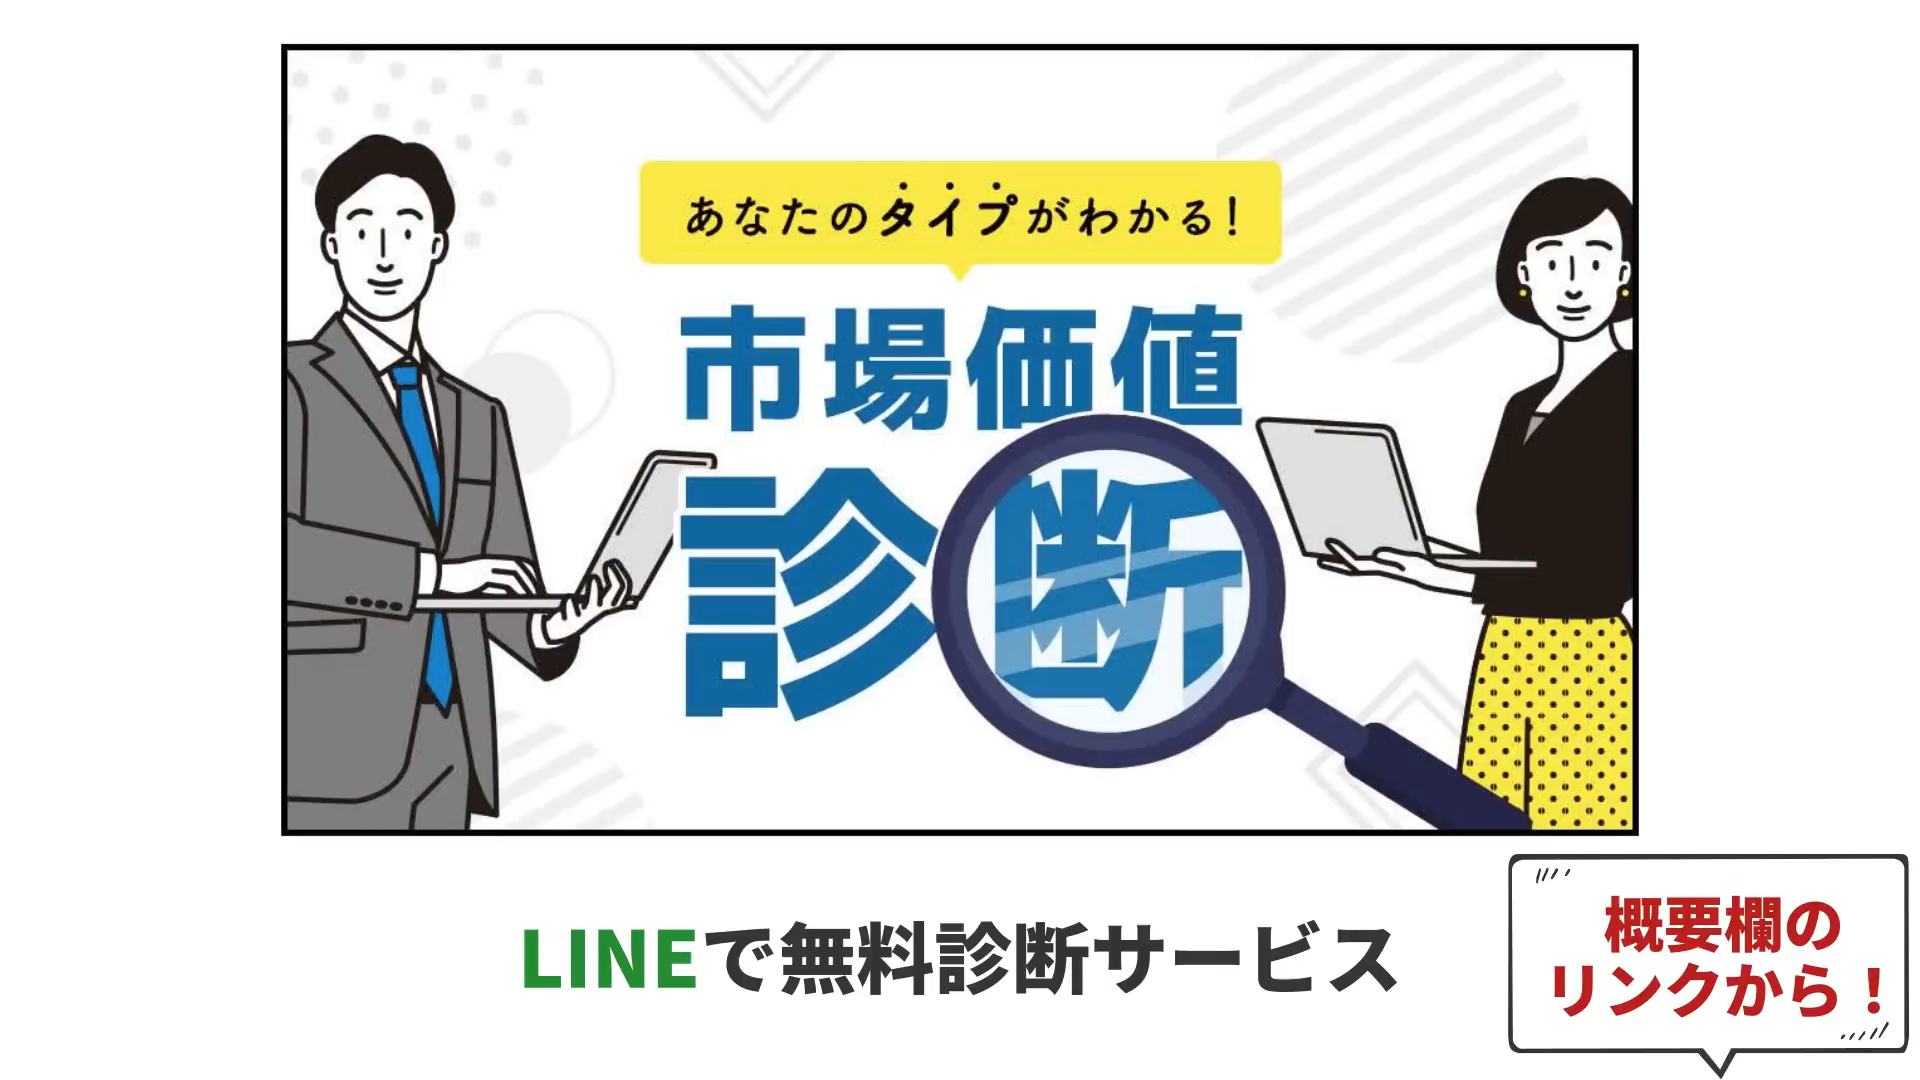 あなたのタイプがわかる！
市場価値
診断
LINEで無料診断サービス
概要欄の
リンクから！